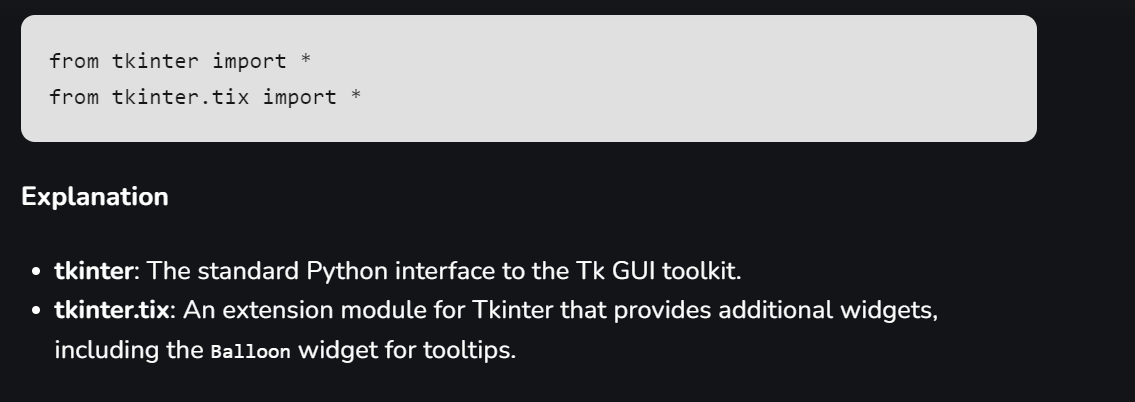 from tkinter import *
from tkinter.tix import *
Explanation
• tkinter: The standard Python interface to the Tk GUI toolkit.
• tkinter.tix: An extension module for Tkinter that provides additional widgets,
including the Balloon widget for tooltips.